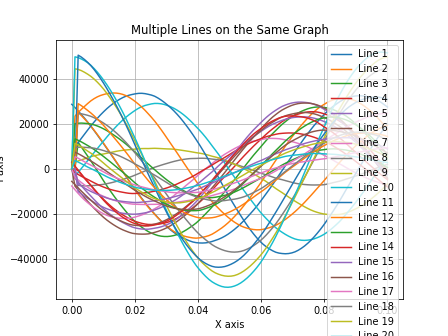 Multiple Lines on the Same Graph
40000
20000
0
−20000
−40000
0.00 0.02 0.04 0.06
X axis
Line 1
Line 2
Line 3
Line 4
Line 5
Line 6
Line 7
Line 8
Line 9
Line 10
Line 11
Line 12
Line 13
Line 14
Line 15
Line 16
Line 17
Line 18
Line 19
Line 20